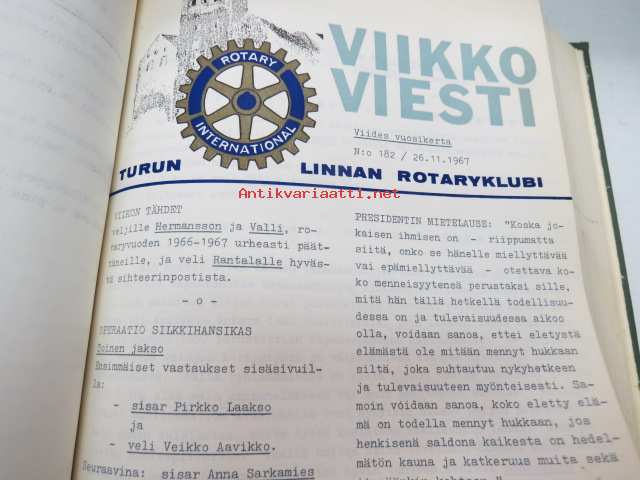 VIIKKO
VIESTI
ROTARY
INTERNATIONAL
Viides vuosikerta
N:o 182 / 26.11.1967
TURUN LINNAN ROTARYKLUBI
Antikvariaatti.net
VIIKON TÄHDET
veljille Hermansson ja Valli, ro-
taryvuoden 1966-1967 urheasti päät-
täneille, ja veli Rantalalle hyväs-
tä sihteerinpostista.
- o -
OPERAATIO SILKKIHANSIKAS
Toinen jakso
Ensimmäiset vastaukset sisäsivuil-
la:
- sisar Pirkko Laakso
ja
- veli Veikko Aavikko.
Seuraavina: sisar Anna Sarkamies
PRESIDENTIN MIETELAUSE: "Koska jo-
kaisen ihmisen on - riippumatta
siitä, onko se hänelle miellyttävää
vai epämiellyttävää - otettava ko-
ko menneisyytensä perustaksi sille,
mitä hän tällä hetkellä todellisuu-
dessa on ja tulevaisuudessa aikoo
olla, voidaan sanoa, ettei eletystä
elämästä ole mitään mennyt hukkaan
siltä, joka suhtautuu nykyhetkeen
ja tulevaisuuteen myönteisesti. Sa-
moin voidaan sanoa, koko eletty elä-
mä on todella mennyt hukkaan, jos
henkisenä saldona kaikesta on hedel-
mätön kauna ja katkeruus muita sekä